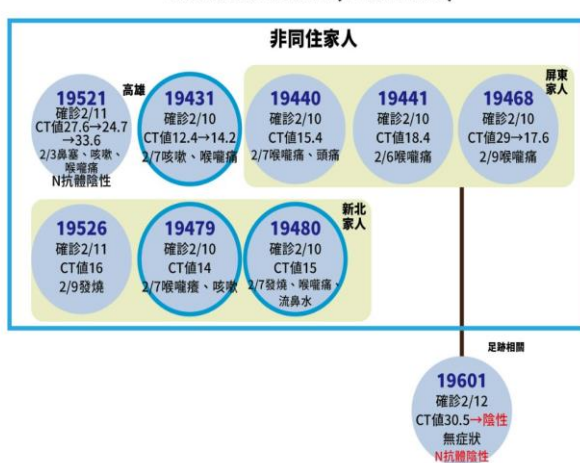 非同住家人
高雄
19521
確診2/11
CT值27.6→24.7
→33.6
2/3鼻塞、咳嗽、
喉嚨痛
N抗體陰性
19431
確診2/10
CT值12.4→14.2
2/7咳嗽、喉嚨痛
屏東
家人
19440
確診2/10
CT值15.4
2/7喉嚨痛、頭痛
19441
確診2/10
CT值18.4
2/6喉嚨痛
19468
確診2/10
CT值29→17.6
2/9喉嚨痛
新北
家人
19526
確診2/11
CT值16
2/9發燒
19479
確診2/10
CT值14
2/7喉嚨癢、咳嗽
19480
確診2/10
CT值15
2/7發燒、喉嚨痛、
流鼻水
足跡相關
19601
確診2/12
CT值30.5→陰性
無症狀
N抗體陰性